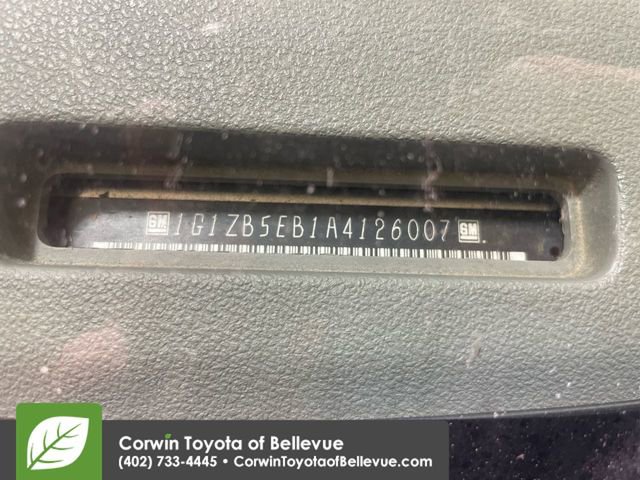 GM 1G1ZB5EB1A4126007 GM
Corwin Toyota of Bellevue
(402) 733-4445 • CorwinToyotaofBellevue.com